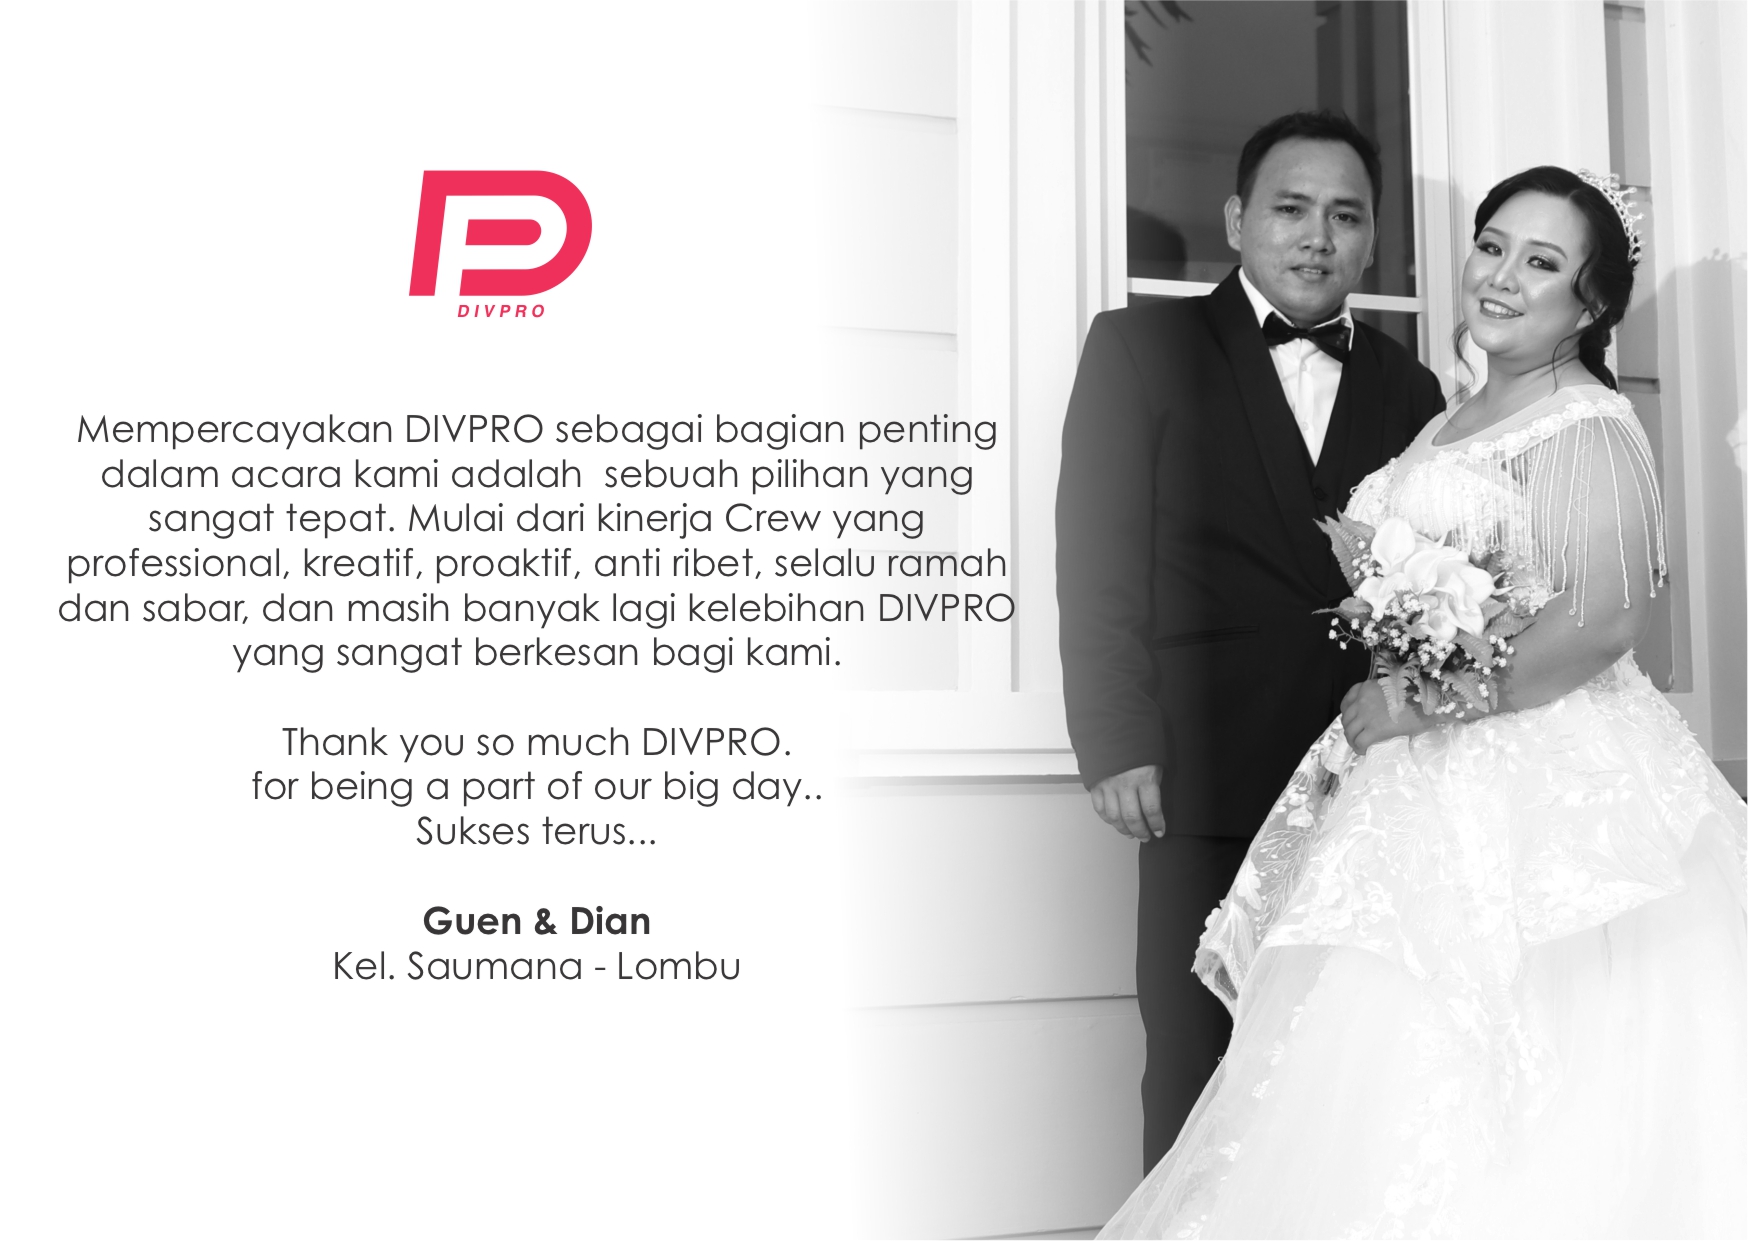 DIVPRO
Mempercayakan DIVPRO sebagai bagian penting
dalam acara kami adalah  sebuah pilihan yang
sangat tepat. Mulai dari kinerja Crew yang
professional, kreatif, proaktif, anti ribet, selalu ramah
dan sabar, dan masih banyak lagi kelebihan DIVPRO
yang sangat berkesan bagi kami.
Thank you so much DIVPRO.
for being a part of our big day..
Sukses terus...
Guen & Dian
Kel. Saumana - Lombu